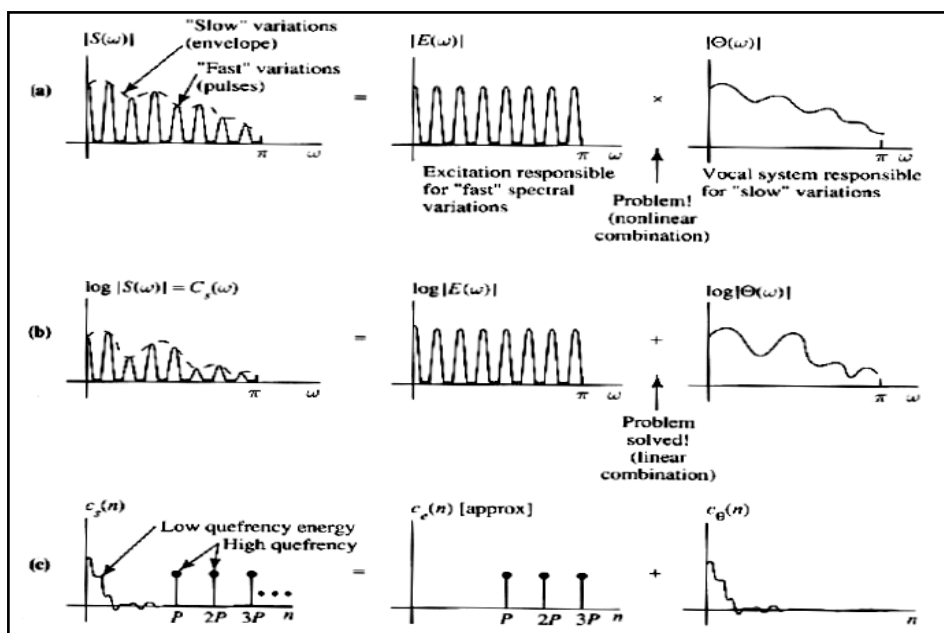 |S(ω)|
"Slow" variations
(envelope)
"Fast" variations
(pulses)
|E(ω)|
|Θ(ω)|
(a)
=
×
π ω
π ω
π ω
Excitation responsible
for "fast" spectral
variations
Problem!
(nonlinear
combination)
Vocal system responsible
for "slow" variations
log |S(ω)| = C_s(ω)
log|E(ω)|
log|Θ(ω)|
(b)
=
+
π ω
π ω
π ω
Problem
solved!
(linear
combination)
c_s(n)
c_e(n) [approx]
c_θ(n)
Low quefrency energy
High quefrency
(c)
=
+
P 2P 3P n
P 2P 3P
n